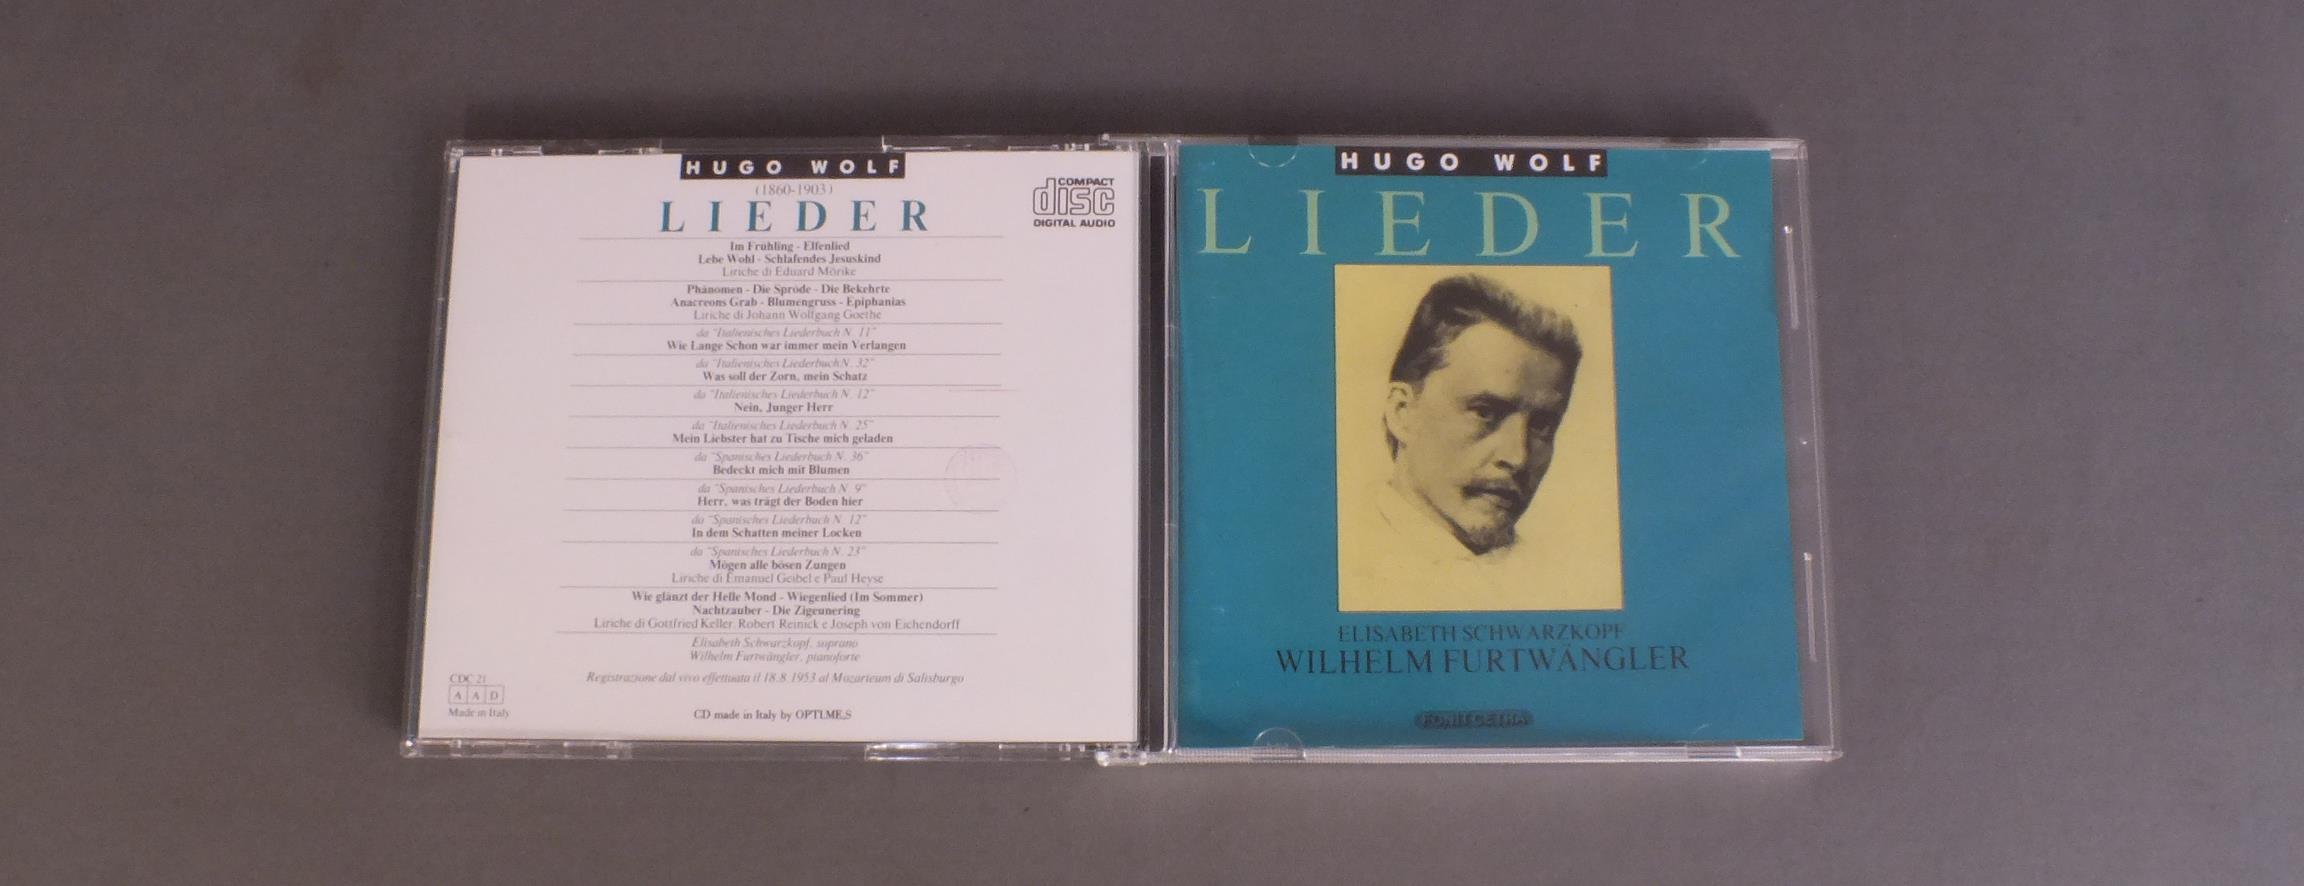 HUGO WOLF
(1860-1903)
LIEDER
COMPACT
disc
DIGITAL AUDIO
Im Frühling - Elfenlied
Lebe Wohl - Schlafendes Jesuskind
Liriche di Eduard Mörike
Phänomen - Die Spröde - Die Bekehrte
Anacreons Grab - Blumengruss - Epiphanias
Liriche di Johann Wolfgang Goethe
da "Italienisches Liederbuch N. 11"
Wie Lange Schon war immer mein Verlangen
da "Italienisches Liederbuch N. 32"
Was soll der Zorn, mein Schatz
da "Italienisches Liederbuch N. 12"
Nein, Junger Herr
da "Italienisches Liederbuch N. 25"
Mein Liebster hat zu Tische mich geladen
da "Spanisches Liederbuch N. 36"
Bedeckt mich mit Blumen
da "Spanisches Liederbuch N. 9"
Herr, was trägt der Boden hier
da "Spanisches Liederbuch N. 12"
In dem Schatten meiner Locken
da "Spanisches Liederbuch N. 23"
Mögen alle bösen Zungen
Liriche di Emanuel Geibel e Paul Heyse
Wie glänzt der Helle Mond - Wiegenlied (Im Sommer)
Nachtzauber - Die Zigeunering
Liriche di Gottfried Keller, Robert Reinick e Joseph von Eichendorff
Elisabeth Schwarzkopf, soprano
Wilhelm Furtwängler, pianoforte
Registrazione dal vivo effettuata il 18.8.1953 al Mozarteum di Salisburgo
CDC 21
A A D
Made in Italy
CD made in Italy by OPTI.ME.S
HUGO WOLF
LIEDER
ELISABETH SCHWARZKOPF
WILHELM FURTWÄNGLER
FONIT CETRA